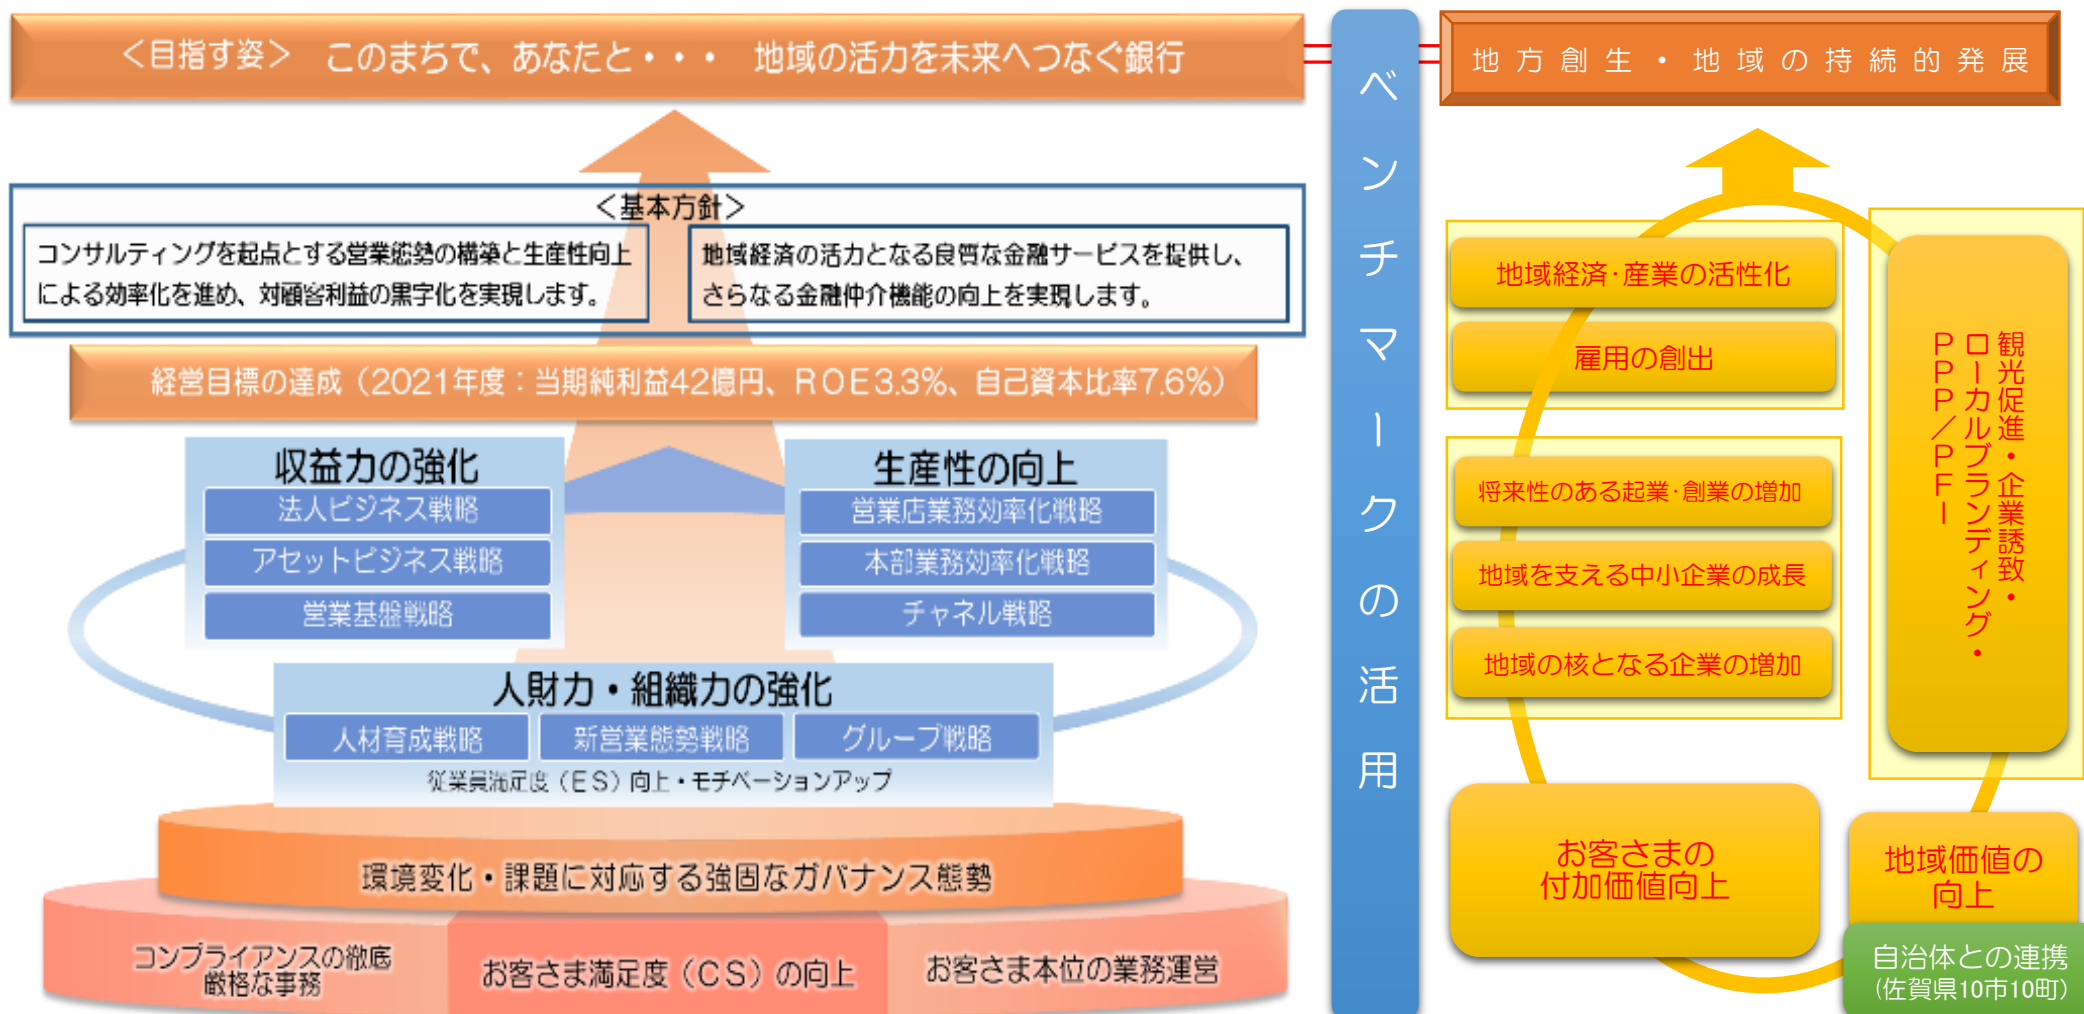 ＜目指す姿＞ このまちで、あなたと・・・ 地域の活力を未来へつなぐ銀行
＜基本方針＞
コンサルティングを起点とする営業態勢の構築と生産性向上
による効率化を進め、対顧客利益の黒字化を実現します。
地域経済の活力となる良質な金融サービスを提供し、
さらなる金融仲介機能の向上を実現します。
経営目標の達成（2021年度：当期純利益42億円、ＲＯＥ3.3%、自己資本比率7.6%）
収益力の強化
法人ビジネス戦略
アセットビジネス戦略
営業基盤戦略
生産性の向上
営業店業務効率化戦略
本部業務効率化戦略
チャネル戦略
人財力・組織力の強化
人材育成戦略
新営業態勢戦略
グループ戦略
従業員満足度（ＥＳ）向上・モチベーションアップ
環境変化・課題に対応する強固なガバナンス態勢
コンプライアンスの徹底
厳格な事務
お客さま満足度（ＣＳ）の向上
お客さま本位の業務運営
ベンチマークの活用
地方創生・地域の持続的発展
地域経済･産業の活性化
雇用の創出
将来性のある起業･創業の増加
地域を支える中小企業の成長
地域の核となる企業の増加
観光促進・企業誘致・
ローカルブランディング・
ＰＰＰ／ＰＦＩ
お客さまの
付加価値向上
地域価値の
向上
自治体との連携
(佐賀県10市10町)